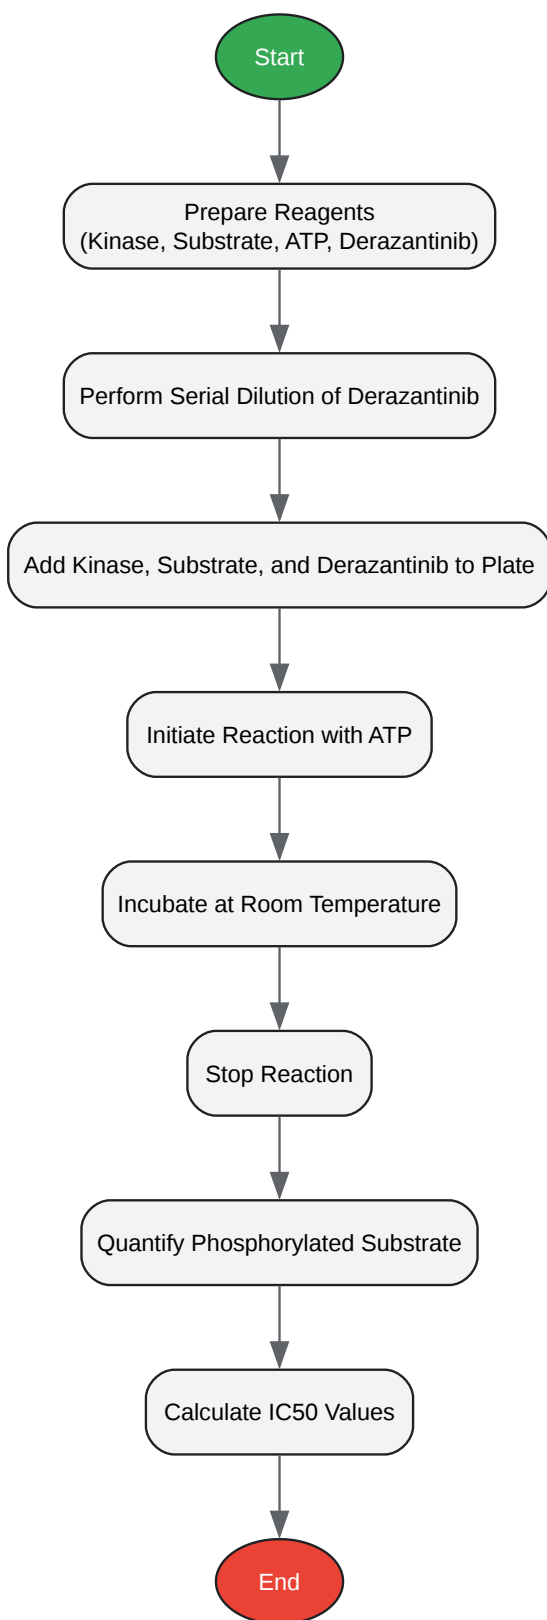 Start
Prepare Reagents
(Kinase, Substrate, ATP, Derazantinib)
Perform Serial Dilution of Derazantinib
Add Kinase, Substrate, and Derazantinib to Plate
Initiate Reaction with ATP
Incubate at Room Temperature
Stop Reaction
Quantify Phosphorylated Substrate
Calculate IC50 Values
End